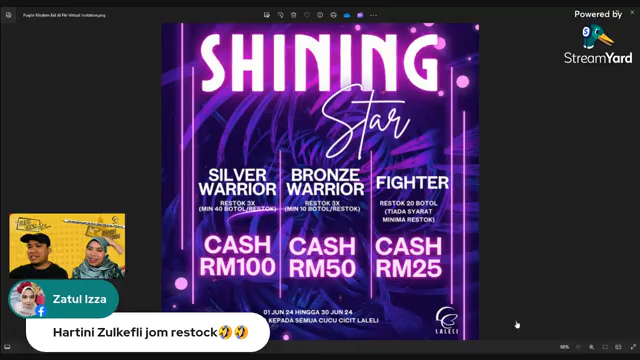 Purple Modern Eid Al Fitr Virtual Invitation.png
Powered by
StreamYard
SHINING
Star
SILVER WARRIOR
RESTOK 3X
(MIN 40 BOTOL/RESTOK)
CASH
RM100
BRONZE WARRIOR
RESTOK 3X
(MIN 10 BOTOL/RESTOK)
CASH
RM50
FIGHTER
RESTOK 20 BOTOL
(TIADA SYARAT
MINIMA RESTOK)
CASH
RM25
01 JUN 24 HINGGA 30 JUN 24
KEPADA SEMUA CUCU CICIT LALELI
LALELI
Zatul Izza
Hartini Zulkefli jom restock🤣🤣